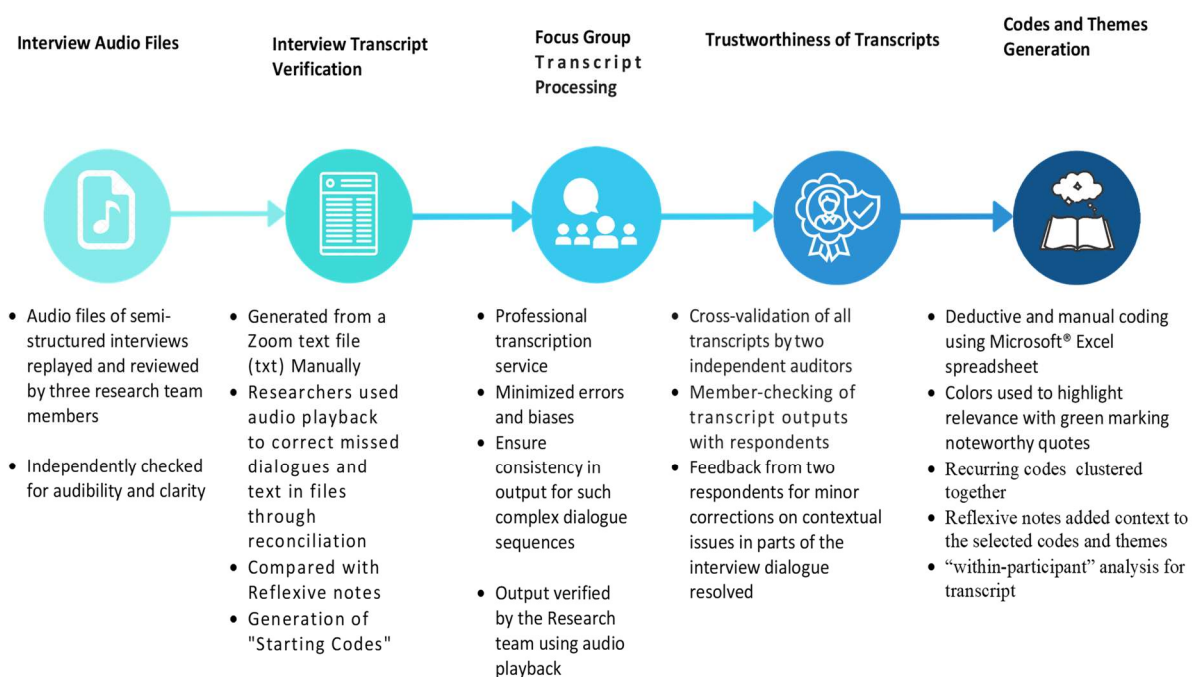 Interview Audio Files
Interview Transcript
Verification
Focus Group
Transcript
Processing
Trustworthiness of Transcripts
Codes and Themes
Generation
• Audio files of semi-
structured interviews
replayed and reviewed
by three research team
members
• Independently checked
for audibility and clarity
• Generated from a
Zoom text file
(txt) Manually
• Researchers used
audio playback
to correct missed
dialogues and
text in files
through
reconciliation
• Compared with
Reflexive notes
• Generation of
"Starting Codes"
• Professional
transcription
service
• Minimized errors
and biases
• Ensure
consistency in
output for such
complex dialogue
sequences
• Output verified
by the Research
team using audio
playback
• Cross-validation of all
transcripts by two
independent auditors
• Member-checking of
transcript outputs
with respondents
• Feedback from two
respondents for minor
corrections on contextual
issues in parts of the
interview dialogue
resolved
• Deductive and manual coding
using Microsoft® Excel
spreadsheet
• Colors used to highlight
relevance with green marking
noteworthy quotes
• Recurring codes clustered
together
• Reflexive notes added context to
the selected codes and themes
• “within-participant” analysis for
transcript